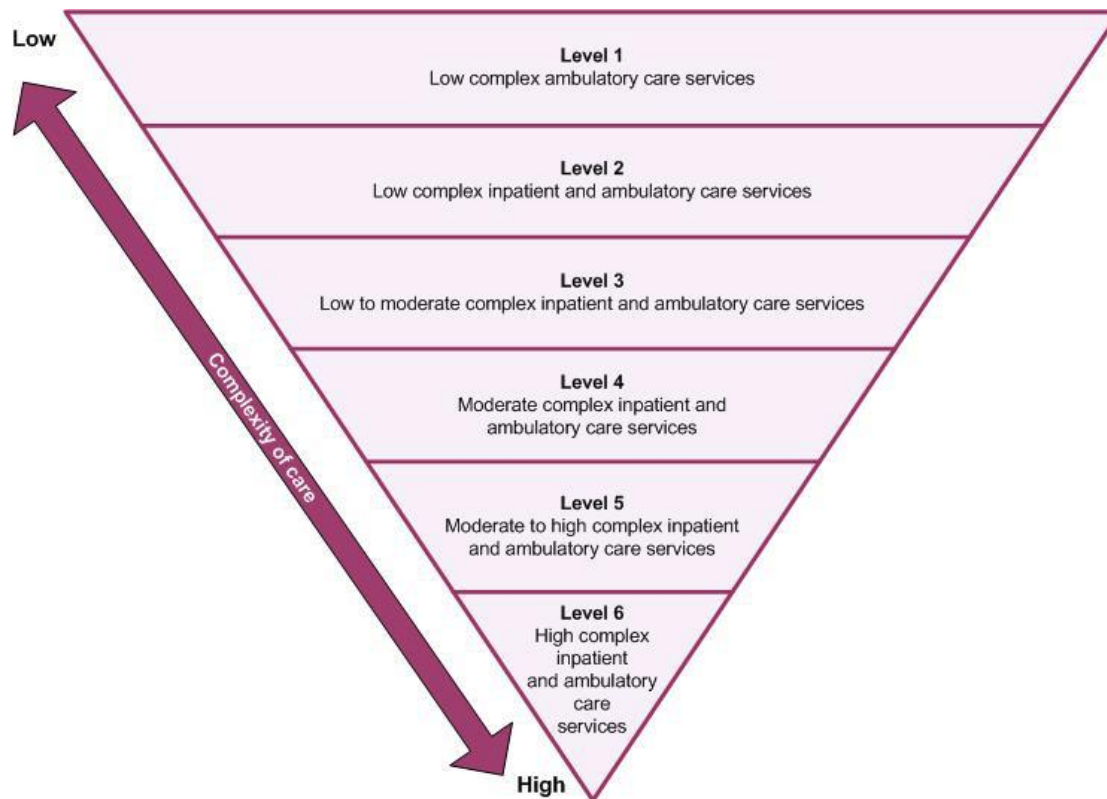 Low
Level 1
Low complex ambulatory care services
Level 2
Low complex inpatient and ambulatory care services
Level 3
Low to moderate complex inpatient and ambulatory care services
Level 4
Moderate complex inpatient and
ambulatory care services
Complexity of care
Level 5
Moderate to high complex inpatient
and ambulatory care services
Level 6
High complex
inpatient
and ambulatory
care
services
High